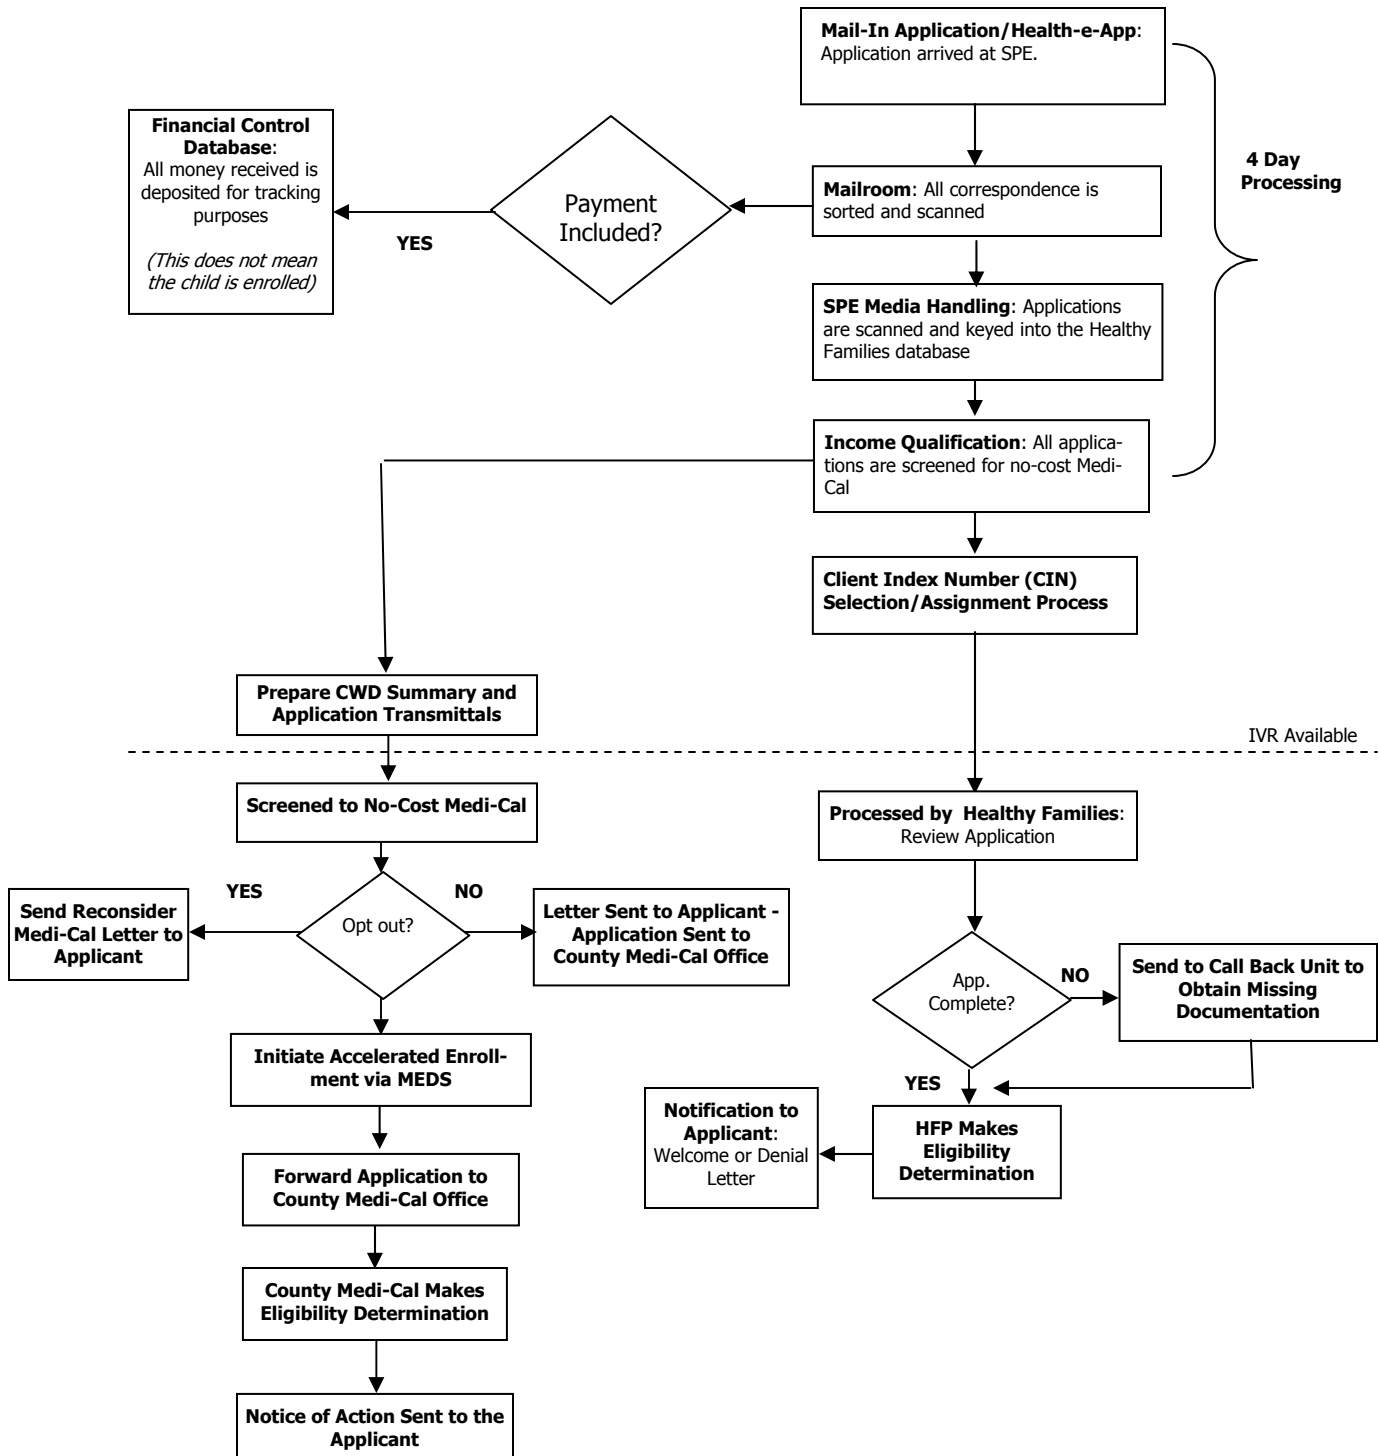 Mail-In Application/Health-e-App:
Application arrived at SPE.
Financial Control
Database:
All money received is
deposited for tracking
purposes
(This does not mean
the child is enrolled)
Payment
Included?
YES
Mailroom: All correspondence is
sorted and scanned
4 Day
Processing
SPE Media Handling: Applications
are scanned and keyed into the Healthy
Families database
Income Qualification: All applica-
tions are screened for no-cost Medi-
Cal
Client Index Number (CIN)
Selection/Assignment Process
Prepare CWD Summary and
Application Transmittals
IVR Available
Screened to No-Cost Medi-Cal
Processed by  Healthy Families:
Review Application
YES
NO
Send Reconsider
Medi-Cal Letter to
Applicant
Opt out?
Letter Sent to Applicant -
Application Sent to
County Medi-Cal Office
App.
Complete?
NO
Send to Call Back Unit to
Obtain Missing
Documentation
Initiate Accelerated Enroll-
ment via MEDS
YES
Notification to
Applicant:
Welcome or Denial
Letter
HFP Makes
Eligibility
Determination
Forward Application to
County Medi-Cal Office
County Medi-Cal Makes
Eligibility Determination
Notice of Action Sent to the
Applicant